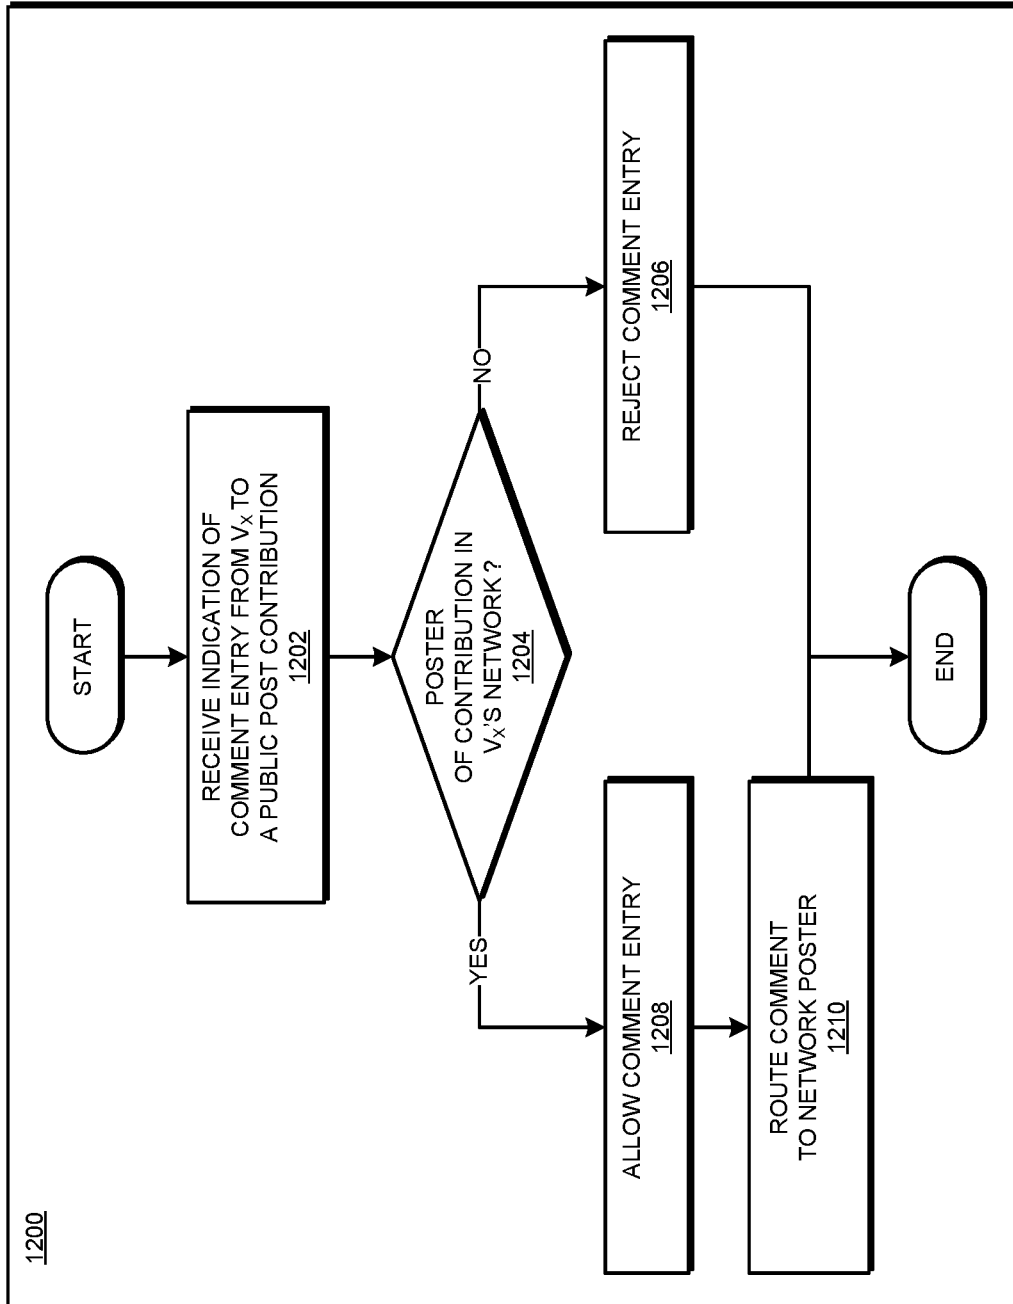 1200
START
RECEIVE INDICATION OF
COMMENT ENTRY FROM VX TO
A PUBLIC POST CONTRIBUTION
1202
POSTER
OF CONTRIBUTION IN
VX'S NETWORK ?
1204
YES
NO
ALLOW COMMENT ENTRY
1208
REJECT COMMENT ENTRY
1206
ROUTE COMMENT
TO NETWORK POSTER
1210
END